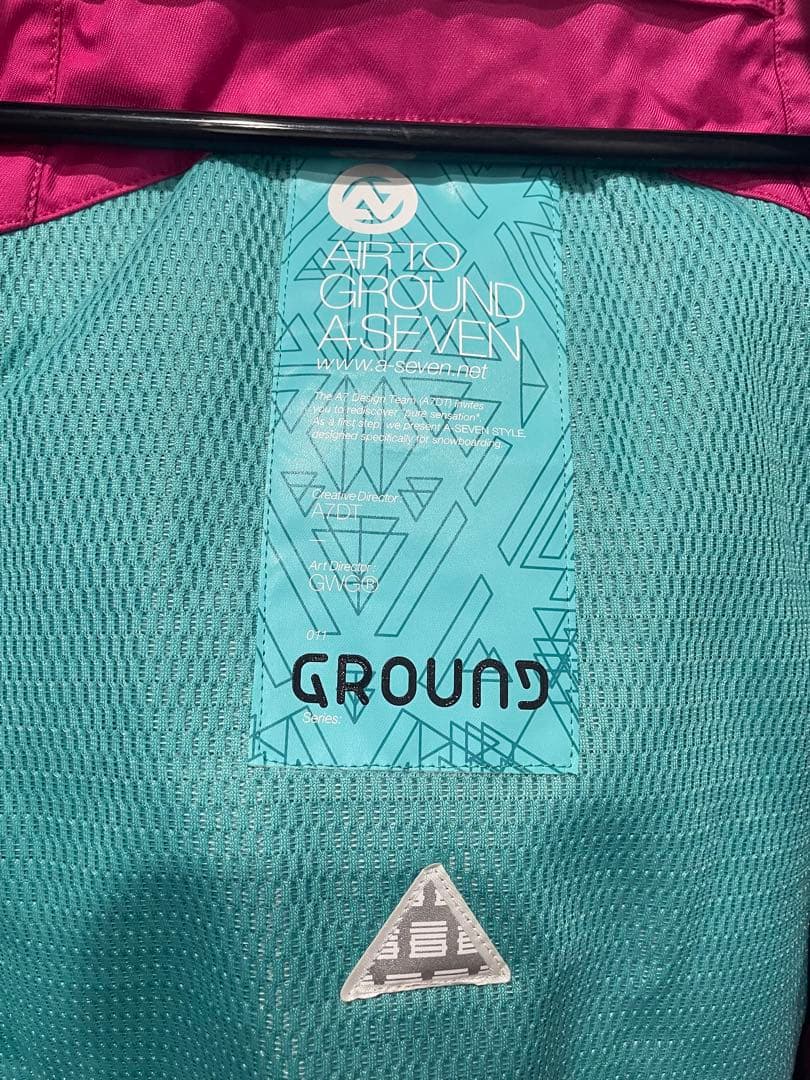 AIR TO
GROUND
A-SEVEN
www.a-seven.net
The A7 Design Team (A7DT) invites
you to rediscover "pure sensation".
As a first step, we present A-SEVEN STYLE,
designed specifically for snowboarding.
Creative Director:
A7DT
—
Art Director:
GWG®
011
GROUND
Series: